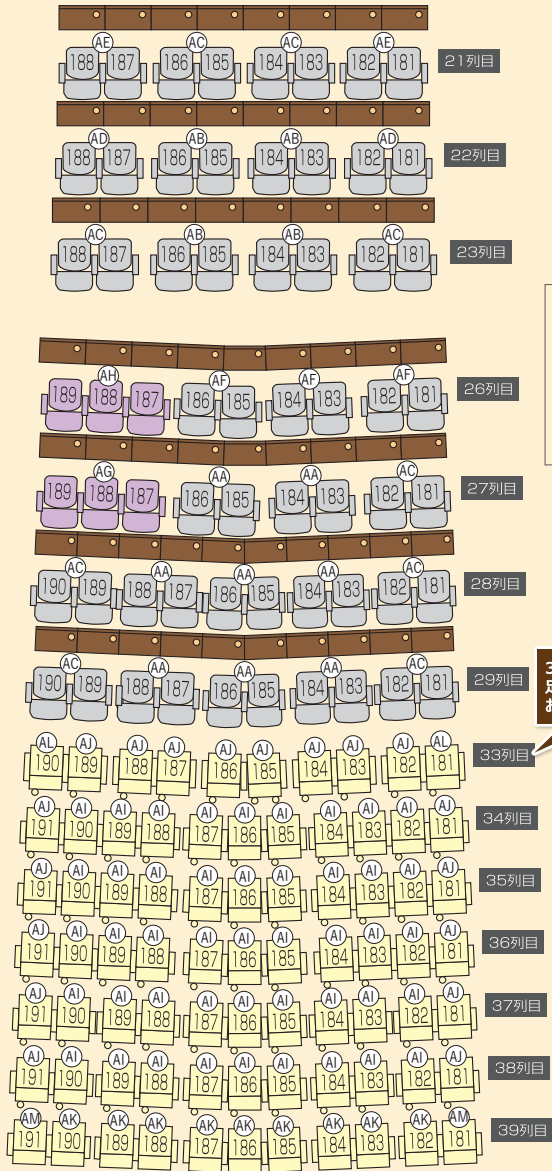 AE AC AC AE
188 187 186 185 184 183 182 181 21列目
AD AB AB AD
188 187 186 185 184 183 182 181 22列目
AC AB AB AC
188 187 186 185 184 183 182 181 23列目
AH AF AF AF
189 188 187 186 185 184 183 182 181 26列目
AG AA AA AC
189 188 187 186 185 184 183 182 181 27列目
AC AA AA AA AC
190 189 188 187 186 185 184 183 182 181 28列目
AC AA AA AA AC
190 189 188 187 186 185 184 183 182 181 29列目
AL AJ AJ AJ AJ AJ AJ AJ AJ AL
190 189 188 187 186 185 184 183 182 181 33列目
AJ AI AI AI AI AI AI AI AI AI AJ
191 190 189 188 187 186 185 184 183 182 181 34列目
AJ AI AI AI AI AI AI AI AI AI AJ
191 190 189 188 187 186 185 184 183 182 181 35列目
AJ AI AI AI AI AI AI AI AI AI AJ
191 190 189 188 187 186 185 184 183 182 181 36列目
AJ AI AI AI AI AI AI AI AI AI AJ
191 190 189 188 187 186 185 184 183 182 181 37列目
AJ AI AI AI AI AI AI AI AI AI AJ
191 190 189 188 187 186 185 184 183 182 181 38列目
AM AK AK AK AK AK AK AK AK AK AM
191 190 189 188 187 186 185 184 183 182 181 39列目
3
足
お